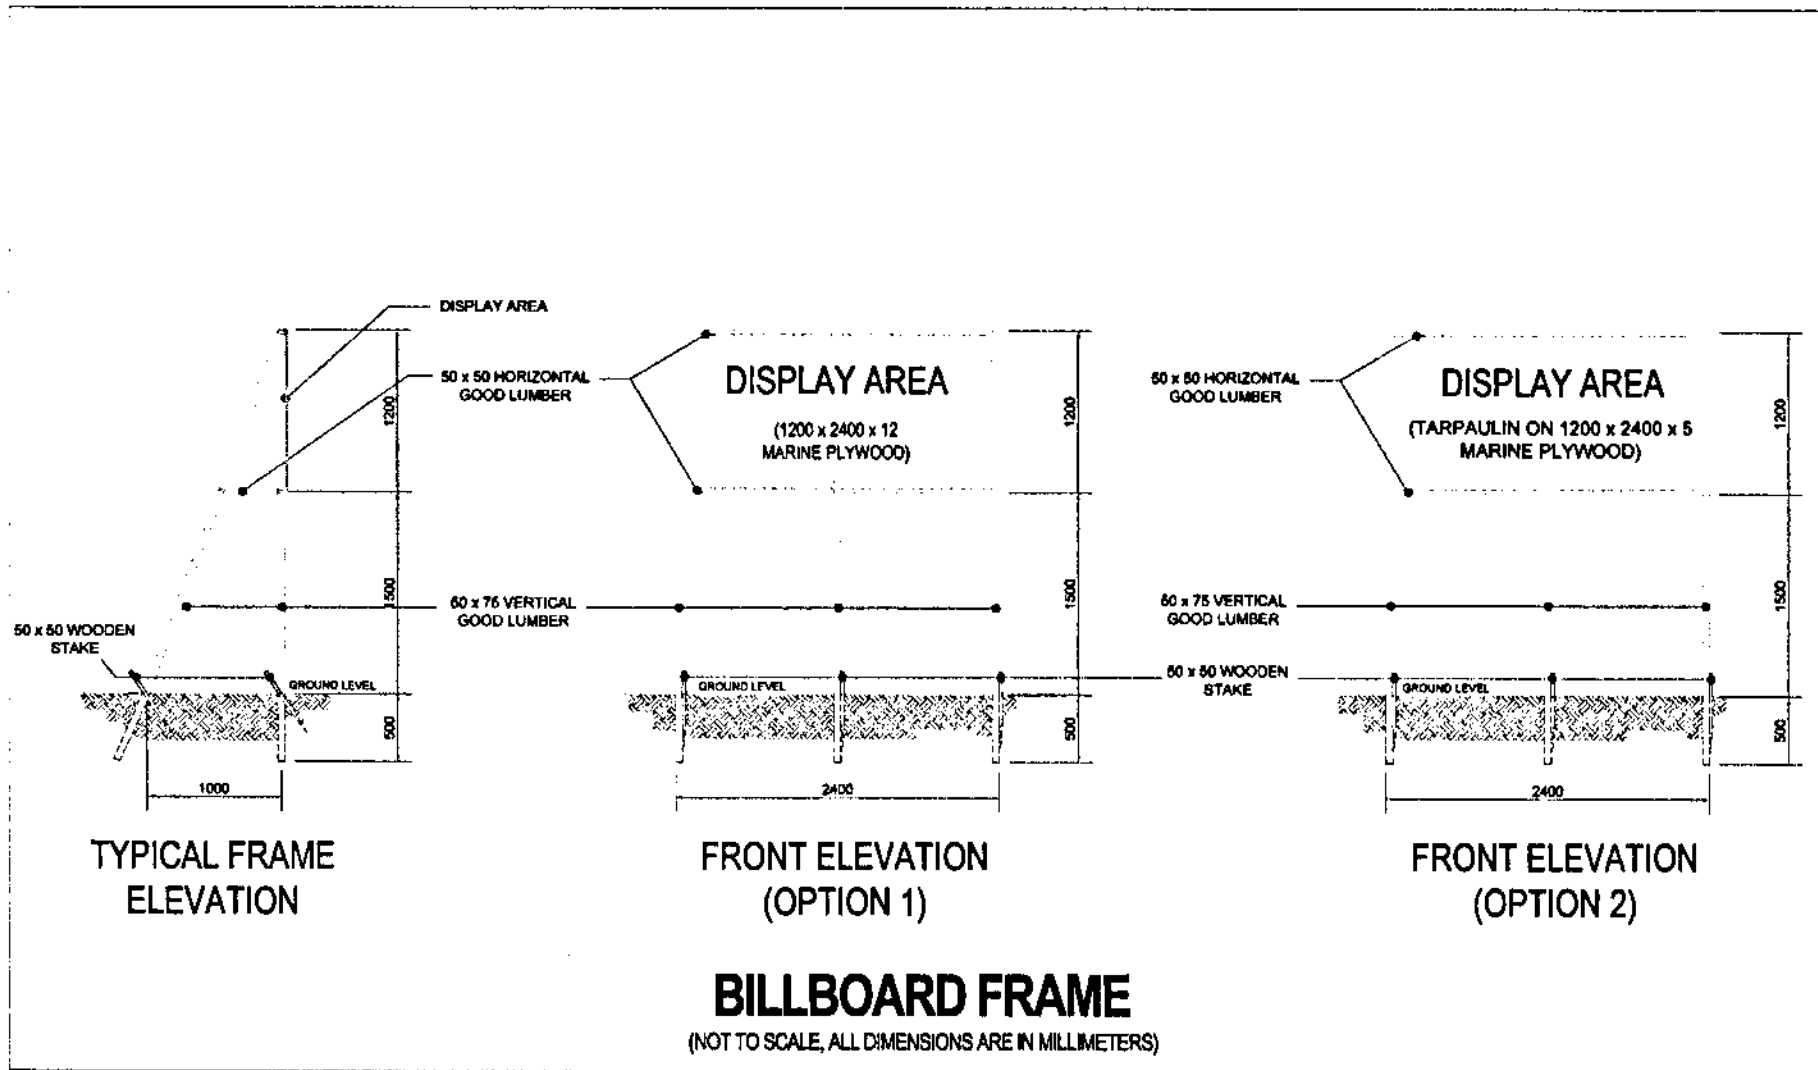 DISPLAY AREA
50 x 50 HORIZONTAL
GOOD LUMBER
1200
1500
50 x 75 VERTICAL
GOOD LUMBER
50 x 50 WOODEN
STAKE
GROUND LEVEL
500
1000
TYPICAL FRAME
ELEVATION
DISPLAY AREA
(1200 x 2400 x 12
MARINE PLYWOOD)
1200
1500
GROUND LEVEL
500
2400
FRONT ELEVATION
(OPTION 1)
50 x 50 HORIZONTAL
GOOD LUMBER
DISPLAY AREA
(TARPAULIN ON 1200 x 2400 x 5
MARINE PLYWOOD)
1200
50 x 75 VERTICAL
GOOD LUMBER
1500
50 x 50 WOODEN
STAKE
GROUND LEVEL
500
2400
FRONT ELEVATION
(OPTION 2)
BILLBOARD FRAME
(NOT TO SCALE, ALL DIMENSIONS ARE IN MILLIMETERS)